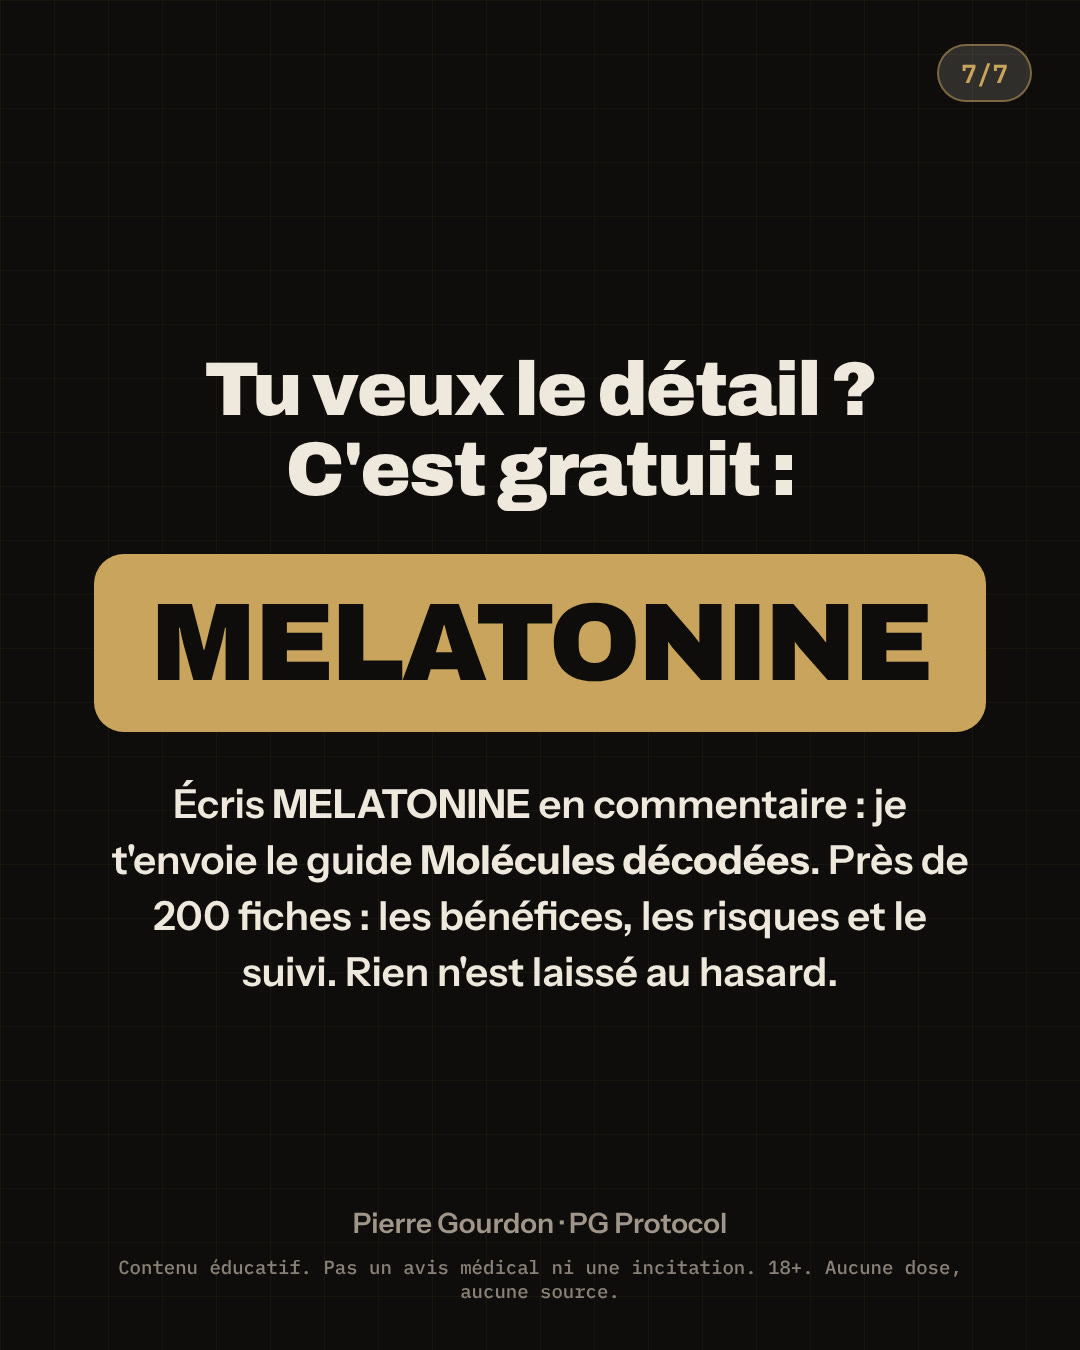 7/7
Tu veux le détail ?
C'est gratuit :
MELATONINE
Écris MELATONINE en commentaire : je
t'envoie le guide Molécules décodées. Près de
200 fiches : les bénéfices, les risques et le
suivi. Rien n'est laissé au hasard.
Pierre Gourdon · PG Protocol
Contenu éducatif. Pas un avis médical ni une incitation. 18+. Aucune dose,
aucune source.